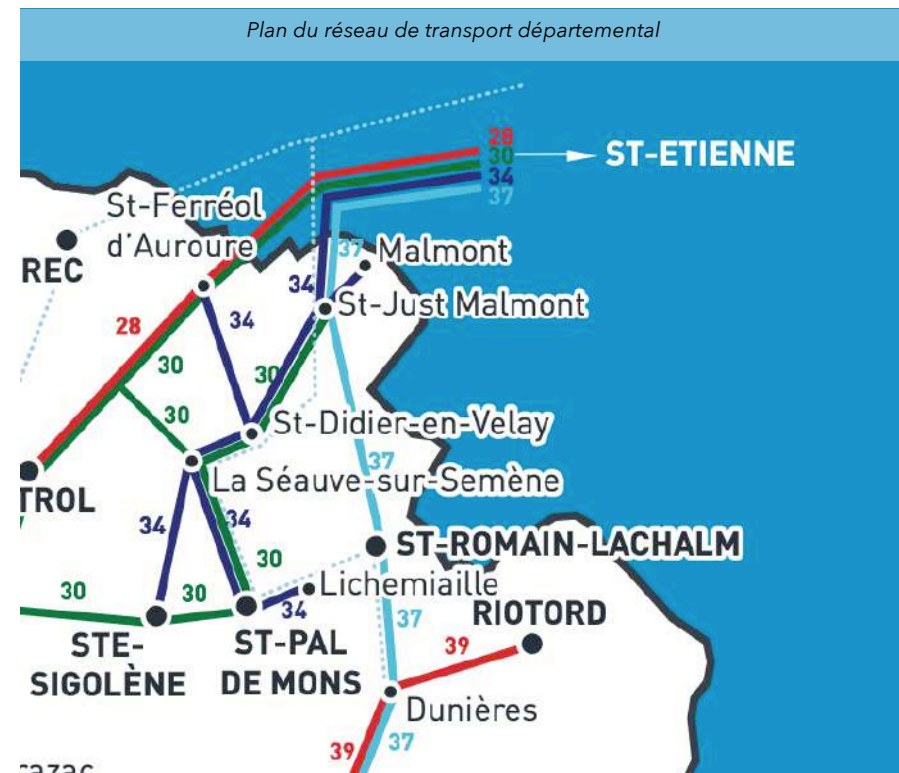 Plan du réseau de transport départemental
28
30
34
37
ST-ETIENNE
St-Ferréol
d'Auroure
REC
37
Malmont
34
St-Just Malmont
28
34
30
30
30
St-Didier-en-Velay
37
La Séauve-sur-Semène
TROL
34
34
ST-ROMAIN-LACHALM
30
Lichemiaille
30
30
34
37
RIOTORD
STE-
SIGOLÈNE
ST-PAL
DE MONS
39
Dunières
39
37